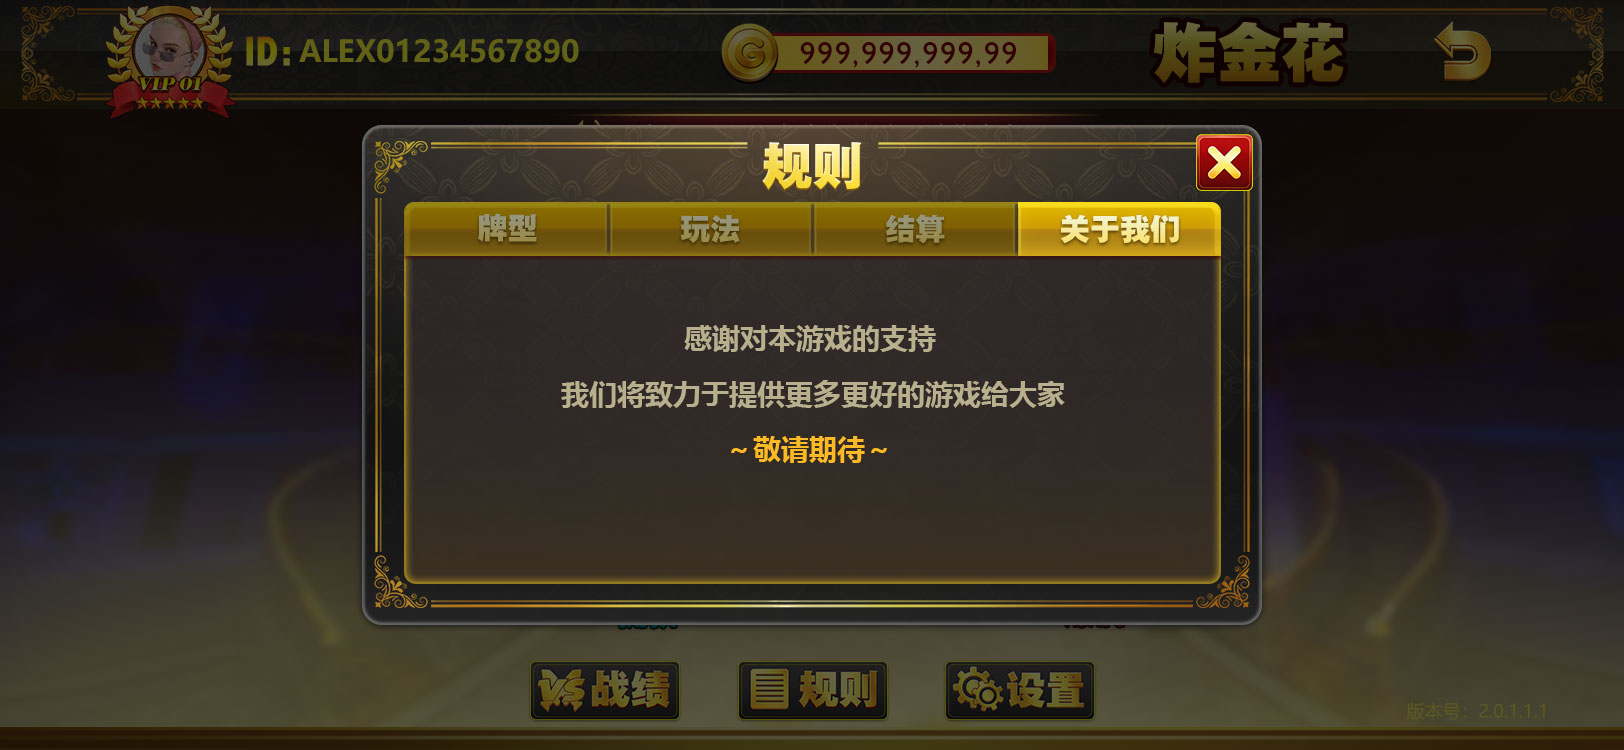 ID: ALEX01234567890
VIP 01
999,999,999,99
炸金花
规则
牌型
玩法
结算
关于我们
感谢对本游戏的支持
我们将致力于提供更多更好的游戏给大家
~敬请期待~
VS战绩
规则
设置
版本号：2.0.1.1.1